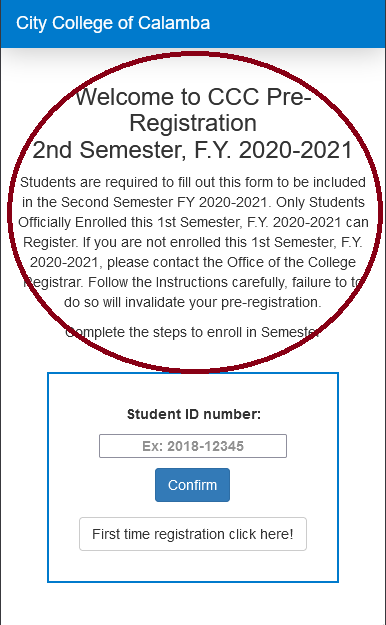 City College of Calamba
Welcome to CCC Pre-
Registration
2nd Semester, F.Y. 2020-2021
Students are required to fill out this form to be included
in the Second Semester FY 2020-2021. Only Students
Officially Enrolled this 1st Semester, F.Y. 2020-2021 can
Register. If you are not enrolled this 1st Semester, F.Y.
2020-2021, please contact the Office of the College
Registrar. Follow the Instructions carefully, failure to to
do so will invalidate your pre-registration.
Complete the steps to enroll in Semester
Student ID number:
Ex: 2018-12345
Confirm
First time registration click here!